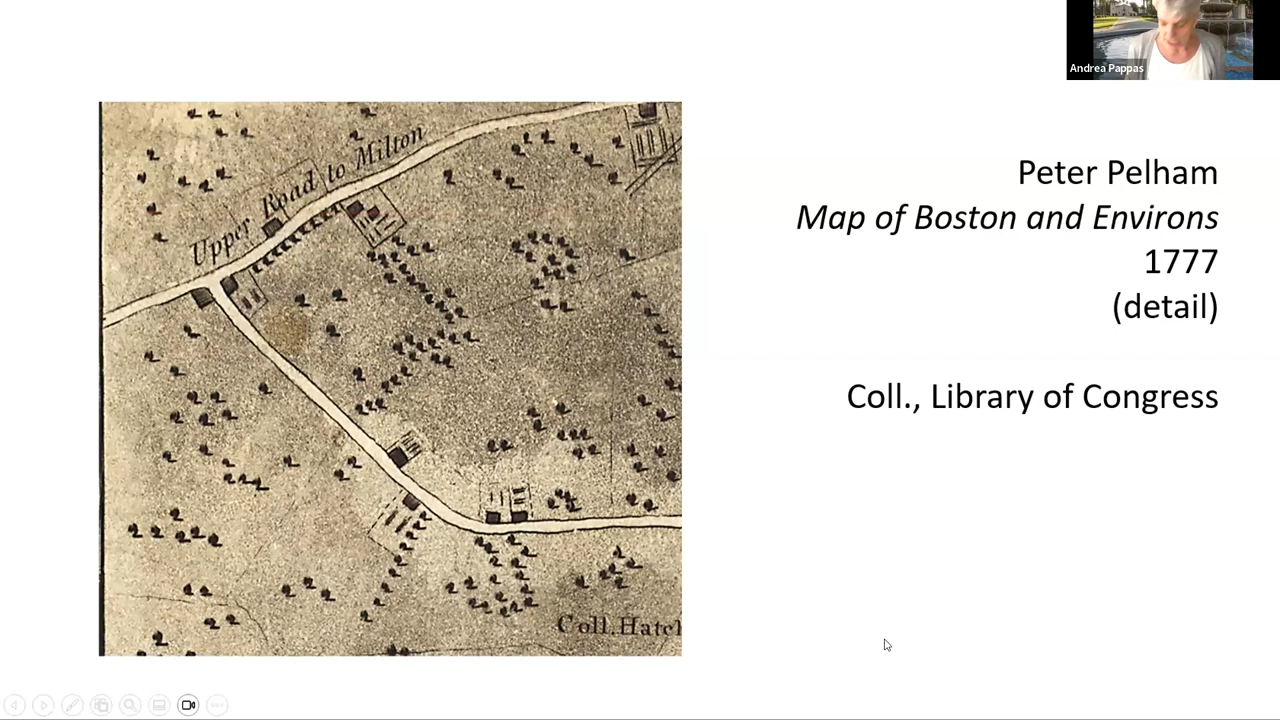 Andrea Pappas
Upper Road to Milton
Coll. Hatch
Peter Pelham
Map of Boston and Environs
1777
(detail)
Coll., Library of Congress